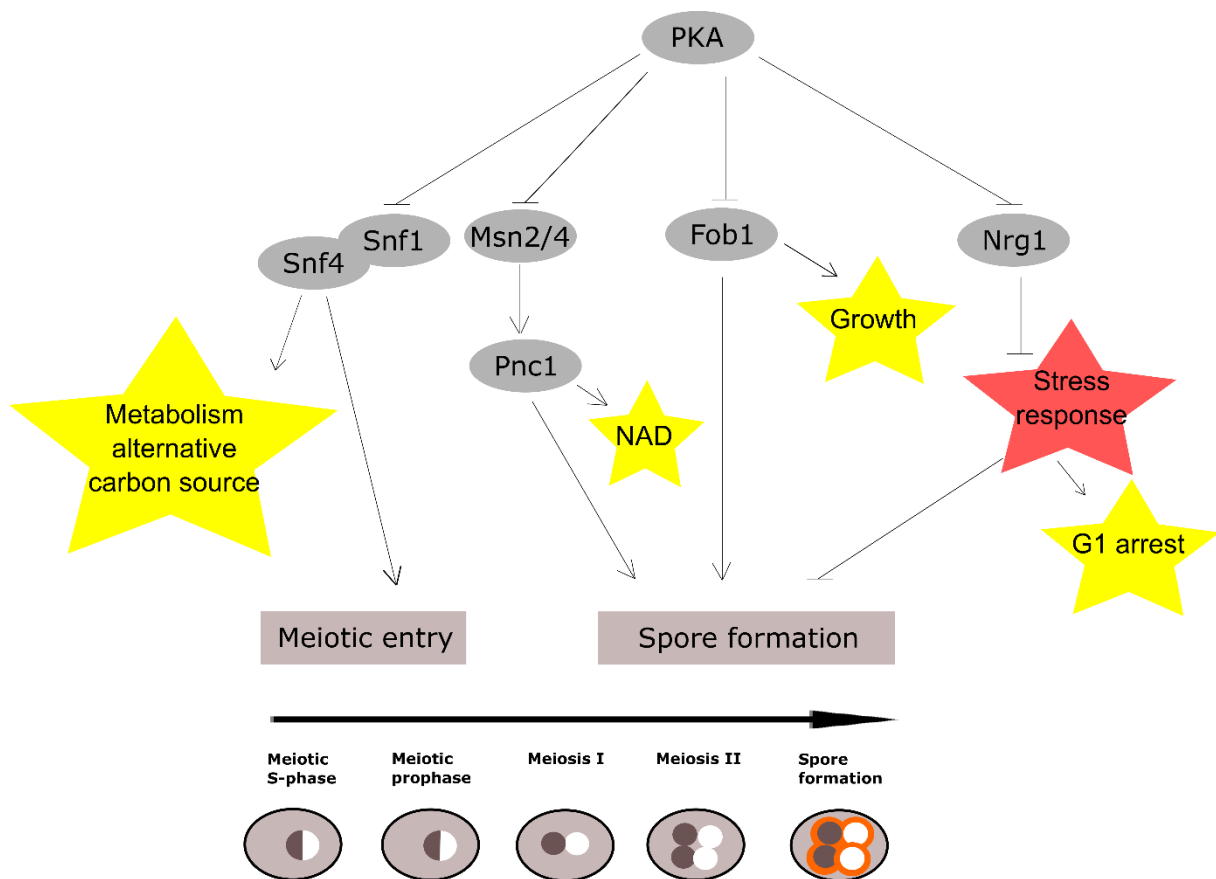 PKA
Snf1
Snf4
Msn2/4
Fob1
Nrg1
Pnc1
Growth
NAD
Stress
response
Metabolism
alternative
carbon source
G1 arrest
Meiotic entry
Spore formation
Meiotic
S-phase
Meiotic
prophase
Meiosis I
Meiosis II
Spore
formation